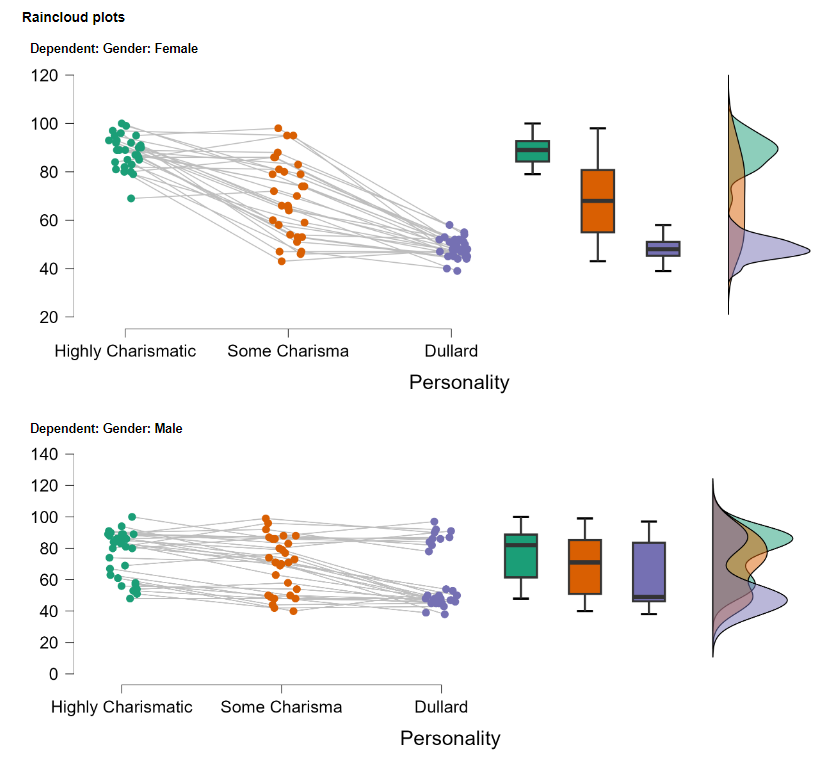 Raincloud plots
Dependent: Gender: Female
120
100
80
60
40
20
Highly Charismatic Some Charisma Dullard
Personality
Dependent: Gender: Male
140
120
100
80
60
40
20
0
Highly Charismatic Some Charisma Dullard
Personality